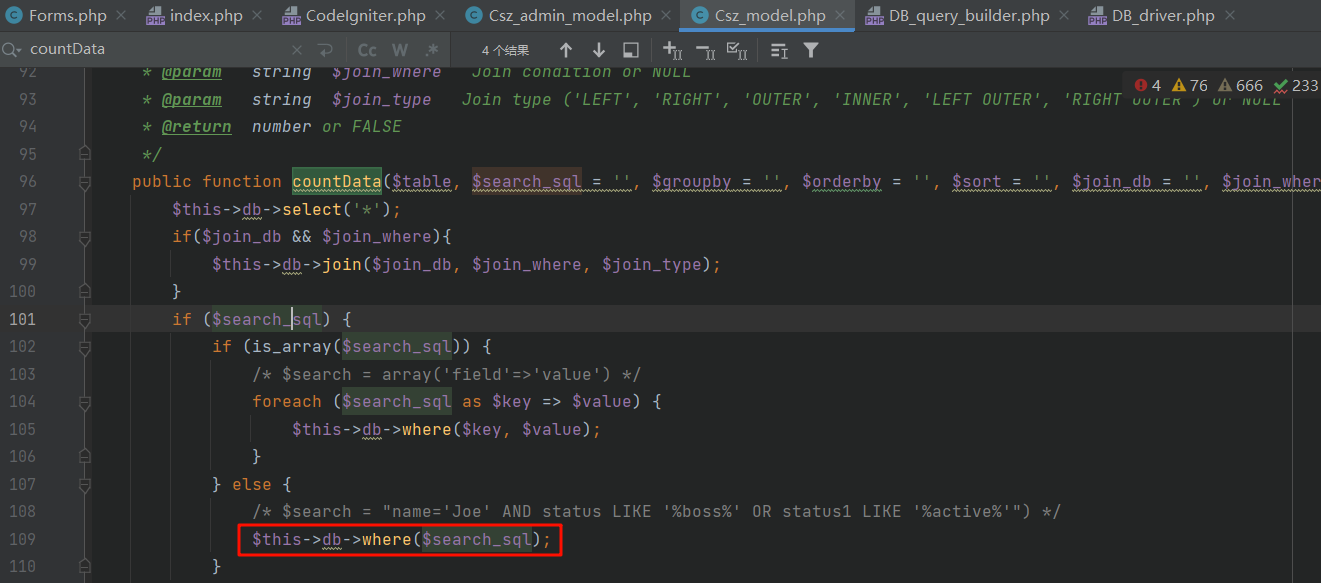 Forms.php index.php CodeIgniter.php Csz_admin_model.php Csz_model.php DB_query_builder.php DB_driver.php
countData Cc W .* 4 个结果
92 * @param string $join_where Join condition or NULL
93 * @param string $join_type Join type ('LEFT', 'RIGHT', 'OUTER', 'INNER', 'LEFT OUTER', 'RIGHT OUTER') or NULL
4 76 666 233
94 * @return number or FALSE
95 */
96 public function countData($table, $search_sql = '', $groupby = '', $orderby = '', $sort = '', $join_db = '', $join_wher
97 $this->db->select('*');
98 if($join_db && $join_where){
99 $this->db->join($join_db, $join_where, $join_type);
100 }
101 if ($search_sql) {
102 if (is_array($search_sql)) {
103 /* $search = array('field'=>'value') */
104 foreach ($search_sql as $key => $value) {
105 $this->db->where($key, $value);
106 }
107 } else {
108 /* $search = "name='Joe' AND status LIKE '%boss%' OR status1 LIKE '%active%'") */
109 $this->db->where($search_sql);
110 }